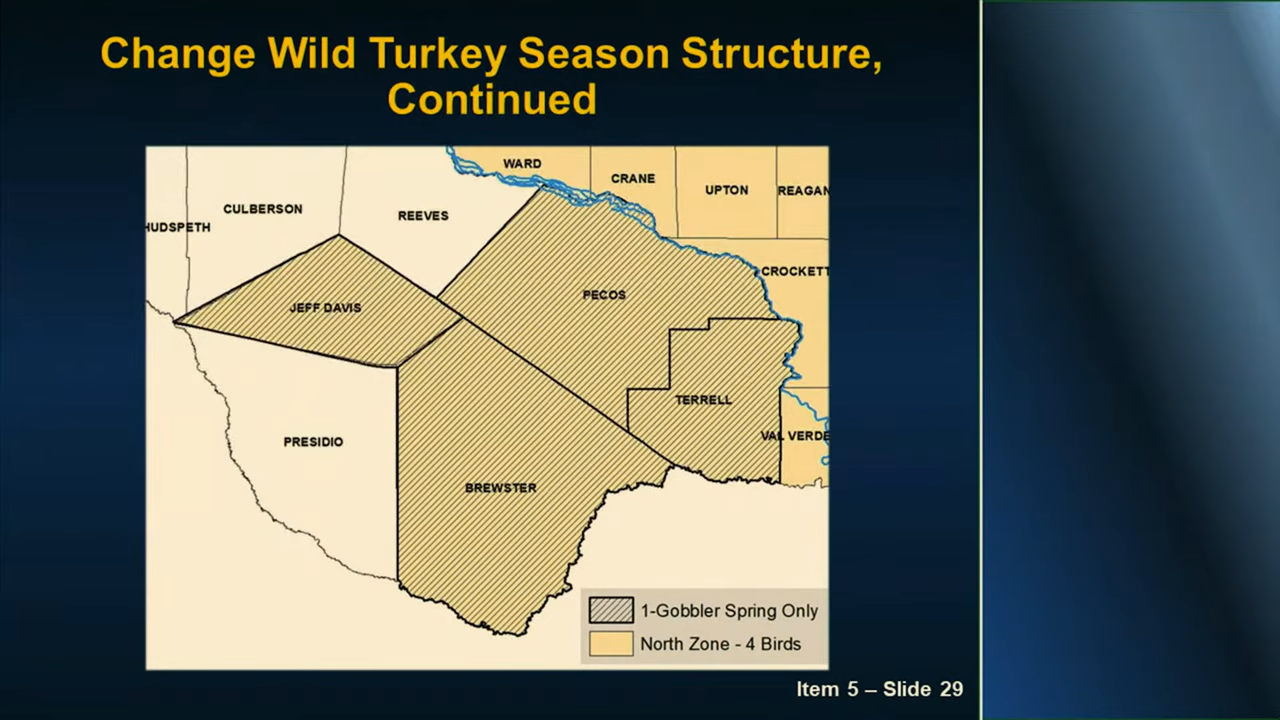 Change Wild Turkey Season Structure,
Continued
WARD
CRANE
UPTON
REAGAN
CULBERSON
REEVES
HUDSPETH
CROCKETT
PECOS
JEFF DAVIS
TERRELL
VAL VERDE
PRESIDIO
BREWSTER
1-Gobbler Spring Only
North Zone - 4 Birds
Item 5 – Slide 29